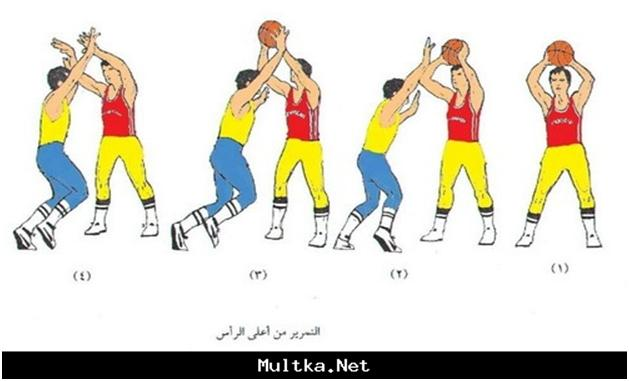 (١)
(٢)
(٣)
(٤)
التمرير من أعلى الرأس
Multka.Net